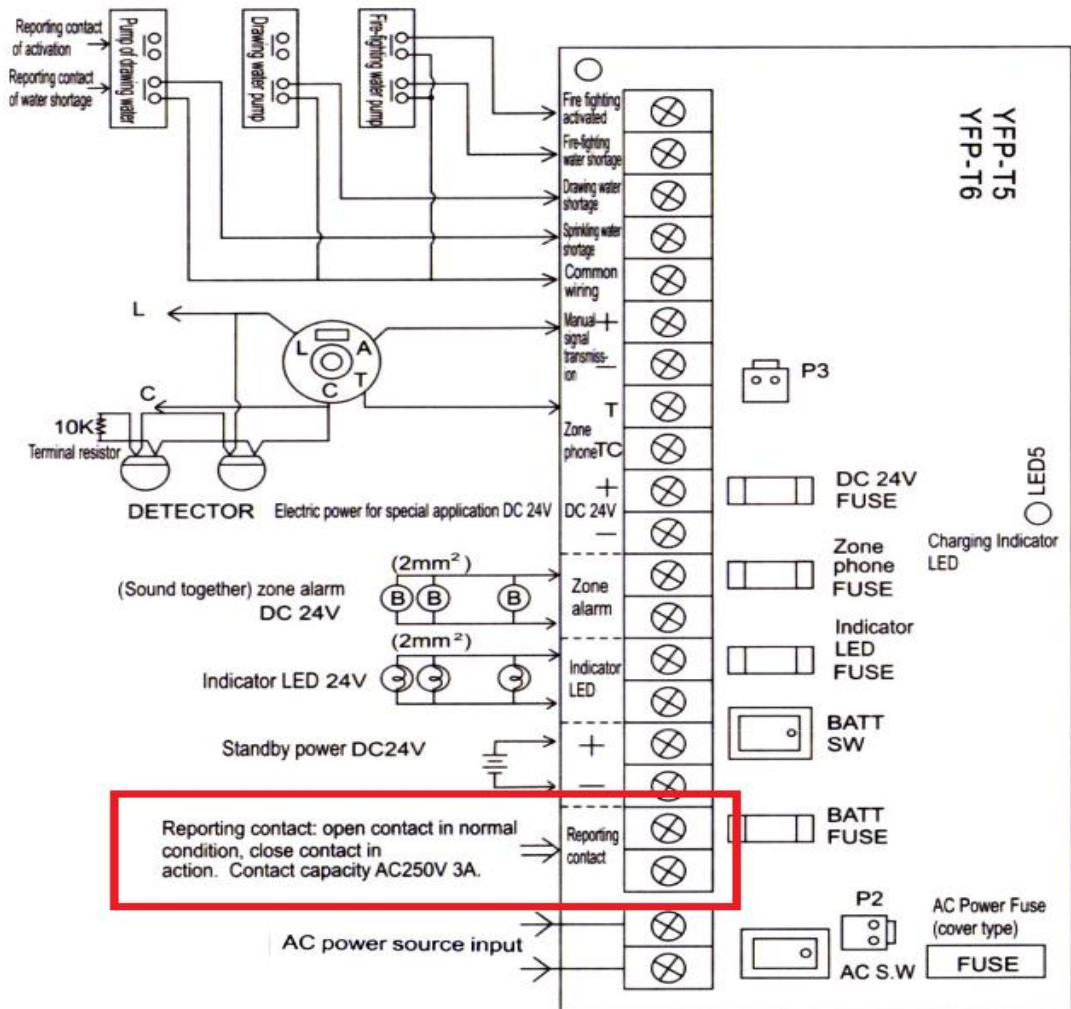 Reporting contact
of activation
Reporting contact
of water shortage
Pump of drawing water
Drawing water pump
Fire-fighting water pump
Fire fighting
activated
Fire-fighting
water shortage
Drawing water
shortage
Sprinkling water
shortage
Common
wiring
Manual
signal
transmiss-
ion
+
−
T
Zone
phone
TC
+
DC 24V
−
Zone
alarm
Indicator
LED
+
−
Reporting
contact
YFP-T5
YFP-T6
L
L
A
C
T
C
10K
Terminal resistor
DETECTOR
Electric power for special application DC 24V
(2mm²)
(Sound together) zone alarm
DC 24V
B
B
B
(2mm²)
Indicator LED 24V
Standby power DC24V
Reporting contact: open contact in normal
condition, close contact in
action. Contact capacity AC250V 3A.
AC power source input
P3
DC 24V
FUSE
LED5
Charging Indicator
LED
Zone
phone
FUSE
Indicator
LED
FUSE
BATT
SW
BATT
FUSE
P2
AC S.W
AC Power Fuse
(cover type)
FUSE